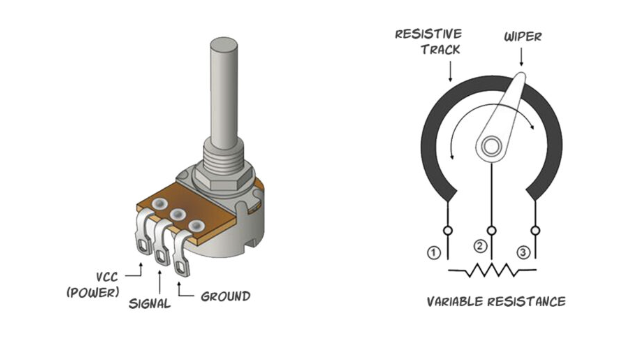 RESISTIVE
TRACK
WIPER
①
②
③
VCC
(POWER)
SIGNAL
GROUND
VARIABLE RESISTANCE